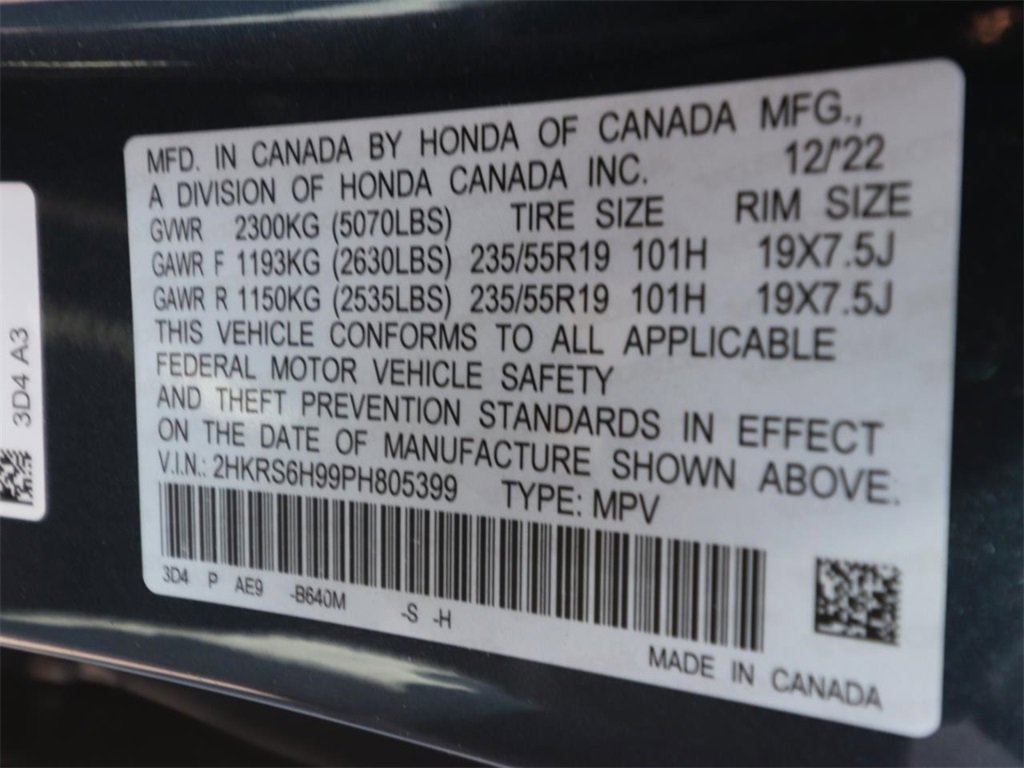 MFD. IN CANADA BY HONDA OF CANADA MFG.,
A DIVISION OF HONDA CANADA INC. 12/'22
GVWR 2300KG (5070LBS) TIRE SIZE RIM SIZE
GAWR F 1193KG (2630LBS) 235/55R19 101H 19X7.5J
GAWR R 1150KG (2535LBS) 235/55R19 101H 19X7.5J
THIS VEHICLE CONFORMS TO ALL APPLICABLE
FEDERAL MOTOR VEHICLE SAFETY
AND THEFT PREVENTION STANDARDS IN EFFECT
ON THE DATE OF MANUFACTURE SHOWN ABOVE.
V.I.N.: 2HKRS6H99PH805399 TYPE: MPV
3D4 P AE9 -B640M -S -H
MADE IN CANADA
3D4 A3